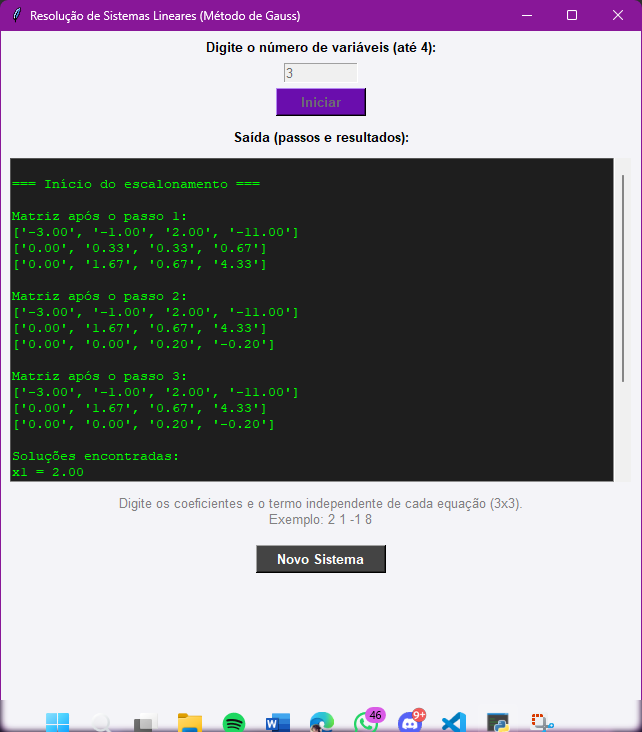 Resolução de Sistemas Lineares (Método de Gauss)
Digite o número de variáveis (até 4):
3
Iniciar
Saída (passos e resultados):
=== Início do escalonamento ===
Matriz após o passo 1:
['-3.00', '-1.00', '2.00', '-11.00']
['0.00', '0.33', '0.33', '0.67']
['0.00', '1.67', '0.67', '4.33']
Matriz após o passo 2:
['-3.00', '-1.00', '2.00', '-11.00']
['0.00', '1.67', '0.67', '4.33']
['0.00', '0.00', '0.20', '-0.20']
Matriz após o passo 3:
['-3.00', '-1.00', '2.00', '-11.00']
['0.00', '1.67', '0.67', '4.33']
['0.00', '0.00', '0.20', '-0.20']
Soluções encontradas:
x1 = 2.00
Digite os coeficientes e o termo independente de cada equação (3x3).
Exemplo: 2 1 -1 8
Novo Sistema
46
9+